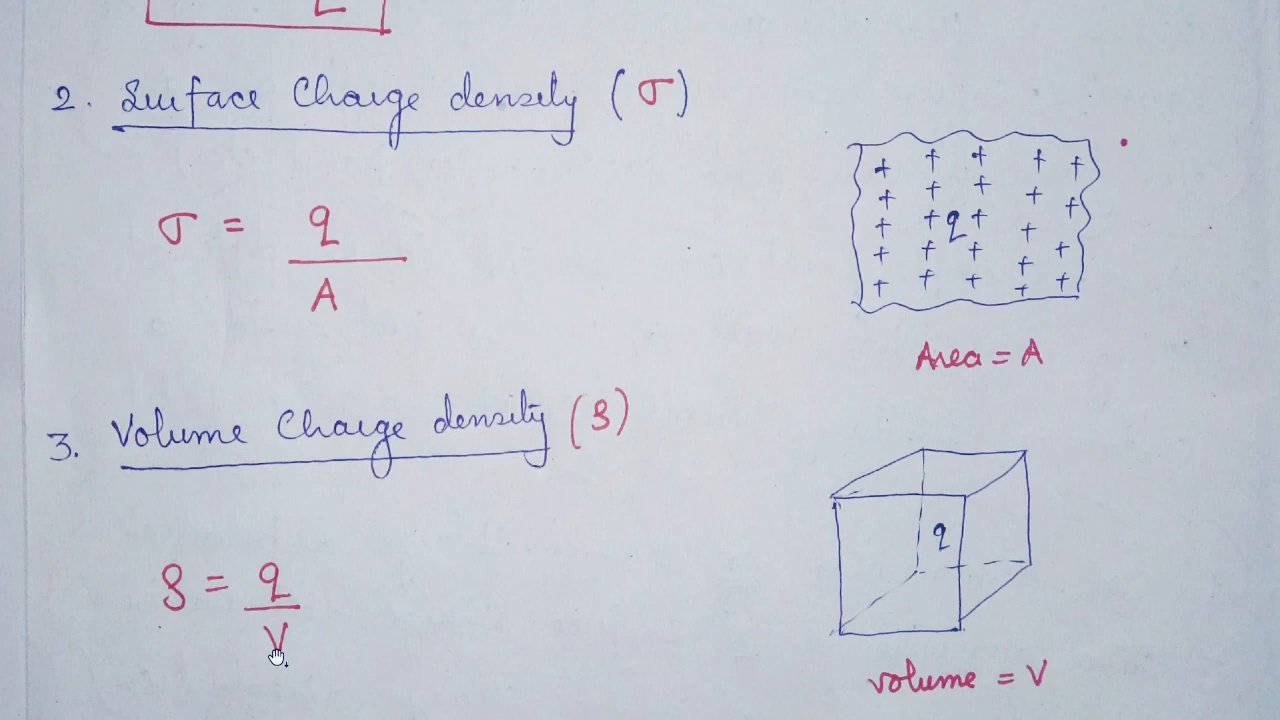 2. Surface Charge density (σ)
σ = q
A
+ + + + +
+ + + +
+ + q + + +
+ + + + +
+ + + + +
+
Area = A
3. Volume Charge density (ρ)
q
ρ = q
V
volume = V